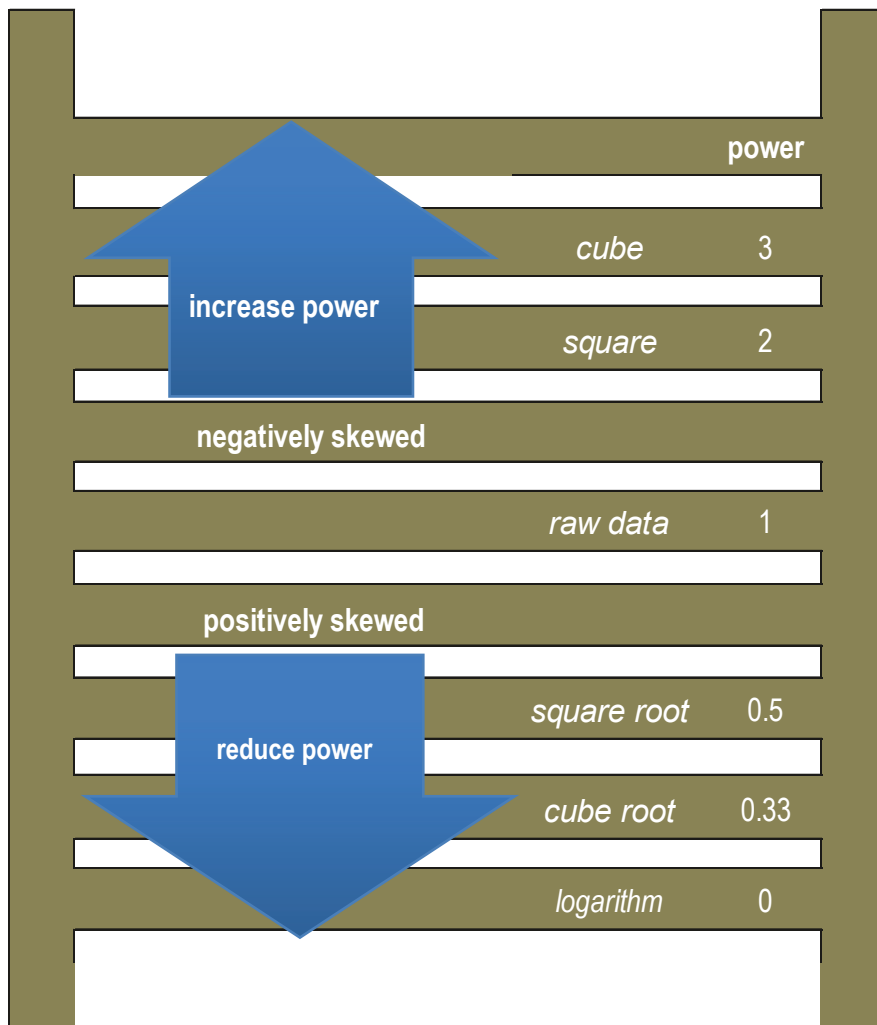 power
cube 3
increase power
square 2
negatively skewed
raw data 1
positively skewed
square root 0.5
reduce power
cube root 0.33
logarithm 0